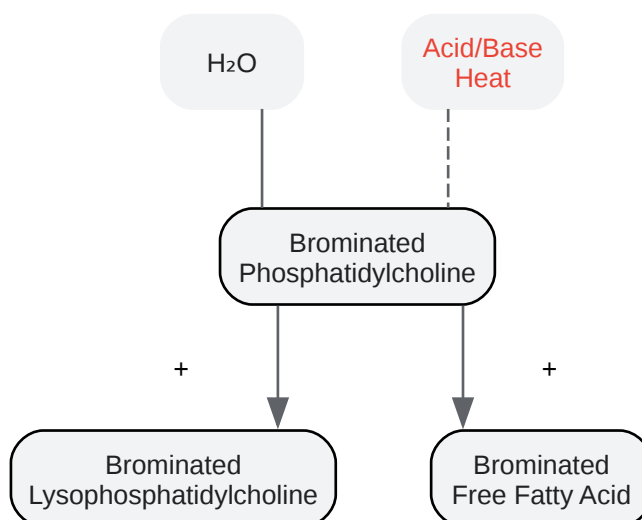 H₂O
Acid/Base
Heat
Brominated
Phosphatidylcholine
+
+
Brominated
Lysophosphatidylcholine
Brominated
Free Fatty Acid